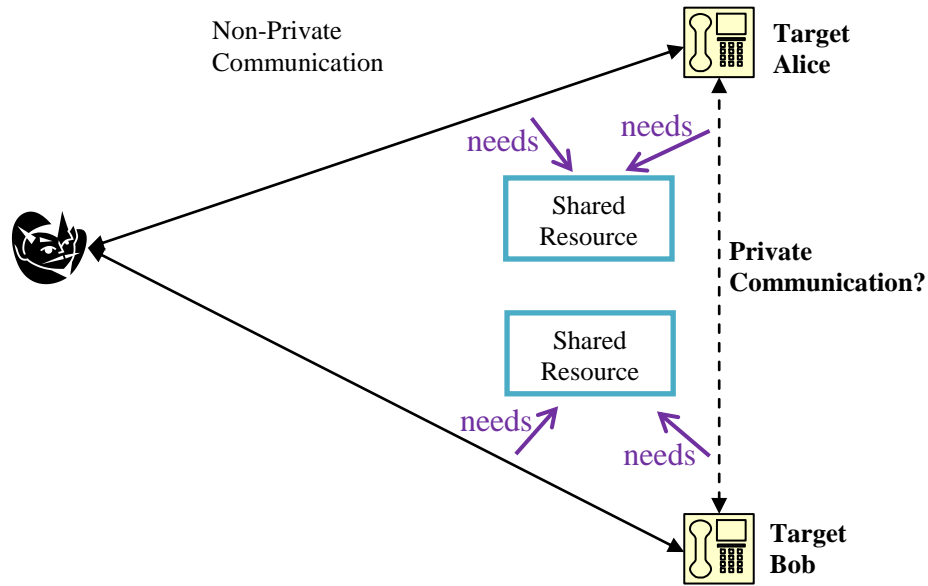 Non-Private
Communication
Target
Alice
needs
needs
Shared
Resource
Private
Communication?
Shared
Resource
needs
needs
Target
Bob